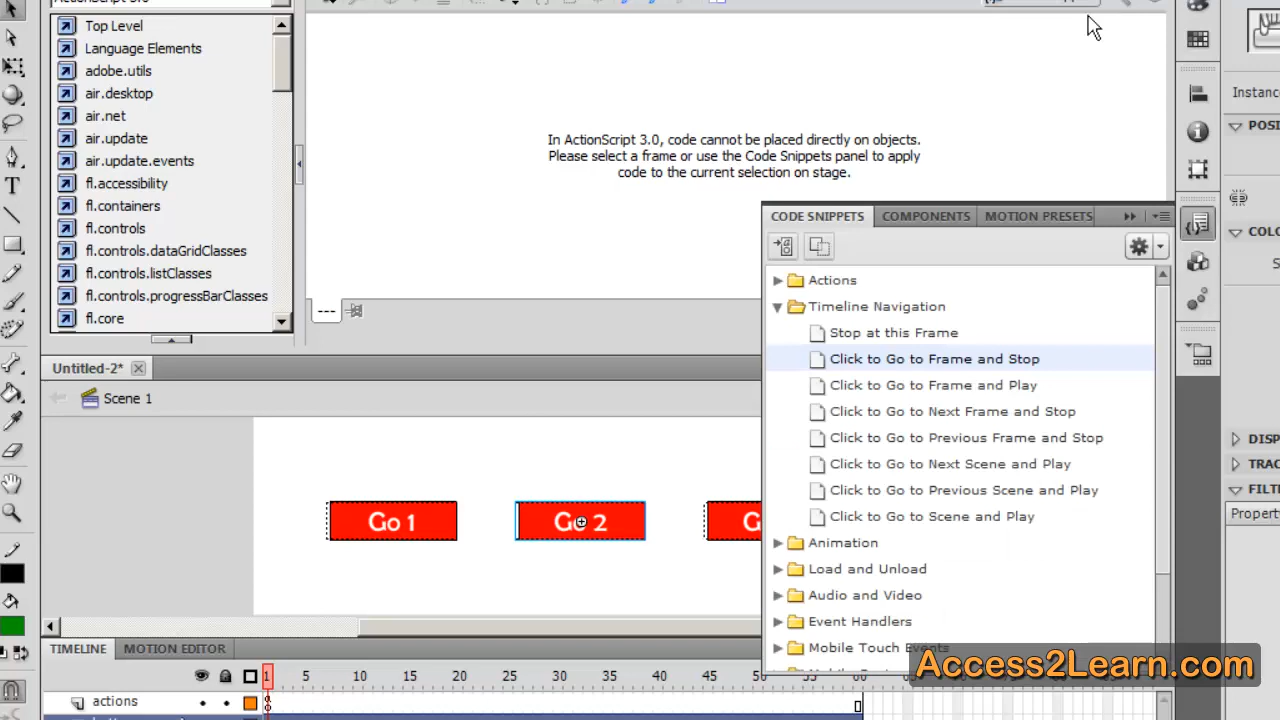 Top Level
Language Elements
adobe.utils
air.desktop
air.net
air.update
air.update.events
fl.accessibility
fl.containers
fl.controls
fl.controls.dataGridClasses
fl.controls.listClasses
fl.controls.progressBarClasses
fl.core
In ActionScript 3.0, code cannot be placed directly on objects.
Please select a frame or use the Code Snippets panel to apply
code to the current selection on stage.
---
CODE SNIPPETS COMPONENTS MOTION PRESETS
Actions
Timeline Navigation
Stop at this Frame
Click to Go to Frame and Stop
Click to Go to Frame and Play
Click to Go to Next Frame and Stop
Click to Go to Previous Frame and Stop
Click to Go to Next Scene and Play
Click to Go to Previous Scene and Play
Click to Go to Scene and Play
Animation
Load and Unload
Audio and Video
Event Handlers
Mobile Touch Events
Instanc
POSI
COLO
S
DISP
TRAC
FILT
Property
Untitled-2*
Scene 1
Go 1
Go 2
G
TIMELINE MOTION EDITOR
1 5 10 15 20 25 30 35 40 45
actions
Access2Learn.com